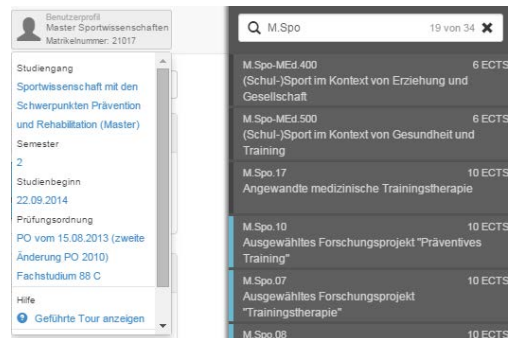 Benutzerprofil
Master Sportwissenschaften
Matrikelnummer: 21017
Studiengang
Sportwissenschaft mit den
Schwerpunkten Prävention
und Rehabilitation (Master)
Semester
2
Studienbeginn
22.09.2014
Prüfungsordnung
PO vom 15.08.2013 (zweite
Änderung PO 2010)
Fachstudium 88 C
Hilfe
Geführte Tour anzeigen
M.Spo 19 von 34
M.Spo-MEd.400 6 ECTS
(Schul-)Sport im Kontext von Erziehung und
Gesellschaft
M.Spo-MEd.500 6 ECTS
(Schul-)Sport im Kontext von Gesundheit und
Training
M.Spo.17 10 ECTS
Angewandte medizinische Trainingstherapie
M.Spo.10 10 ECTS
Ausgewähltes Forschungsprojekt "Präventives
Training"
M.Spo.07 10 ECTS
Ausgewähltes Forschungsprojekt
"Trainingstherapie"
M.Spo.08 10 ECTS